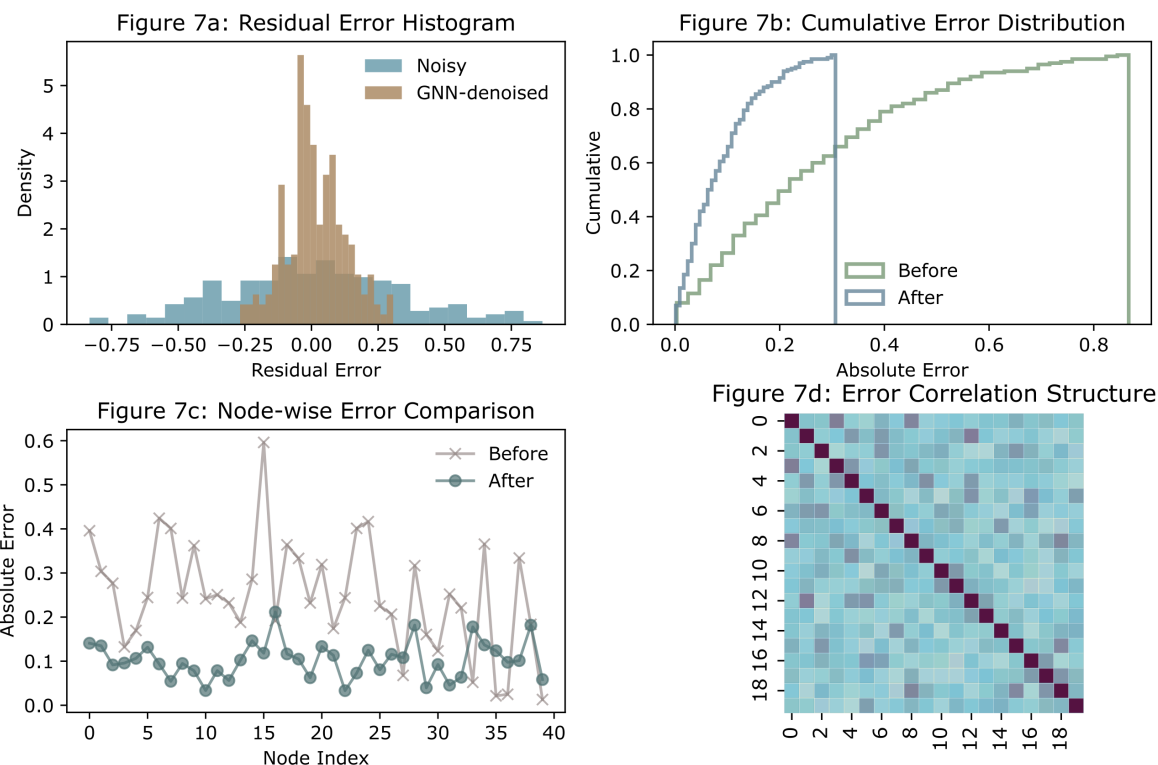 Figure 7a: Residual Error Histogram
Density
5
4
3
2
1
0
Noisy
GNN-denoised
−0.75 −0.50 −0.25 0.00 0.25 0.50 0.75
Residual Error
Figure 7b: Cumulative Error Distribution
Cumulative
1.0
0.8
0.6
0.4
0.2
0.0
Before
After
0.0 0.2 0.4 0.6 0.8
Absolute Error
Figure 7c: Node-wise Error Comparison
Absolute Error
0.6
0.5
0.4
0.3
0.2
0.1
0.0
Before
After
0 5 10 15 20 25 30 35 40
Node Index
Figure 7d: Error Correlation Structure
0
2
4
6
8
10
12
14
16
18
0 2 4 6 8 10 12 14 16 18